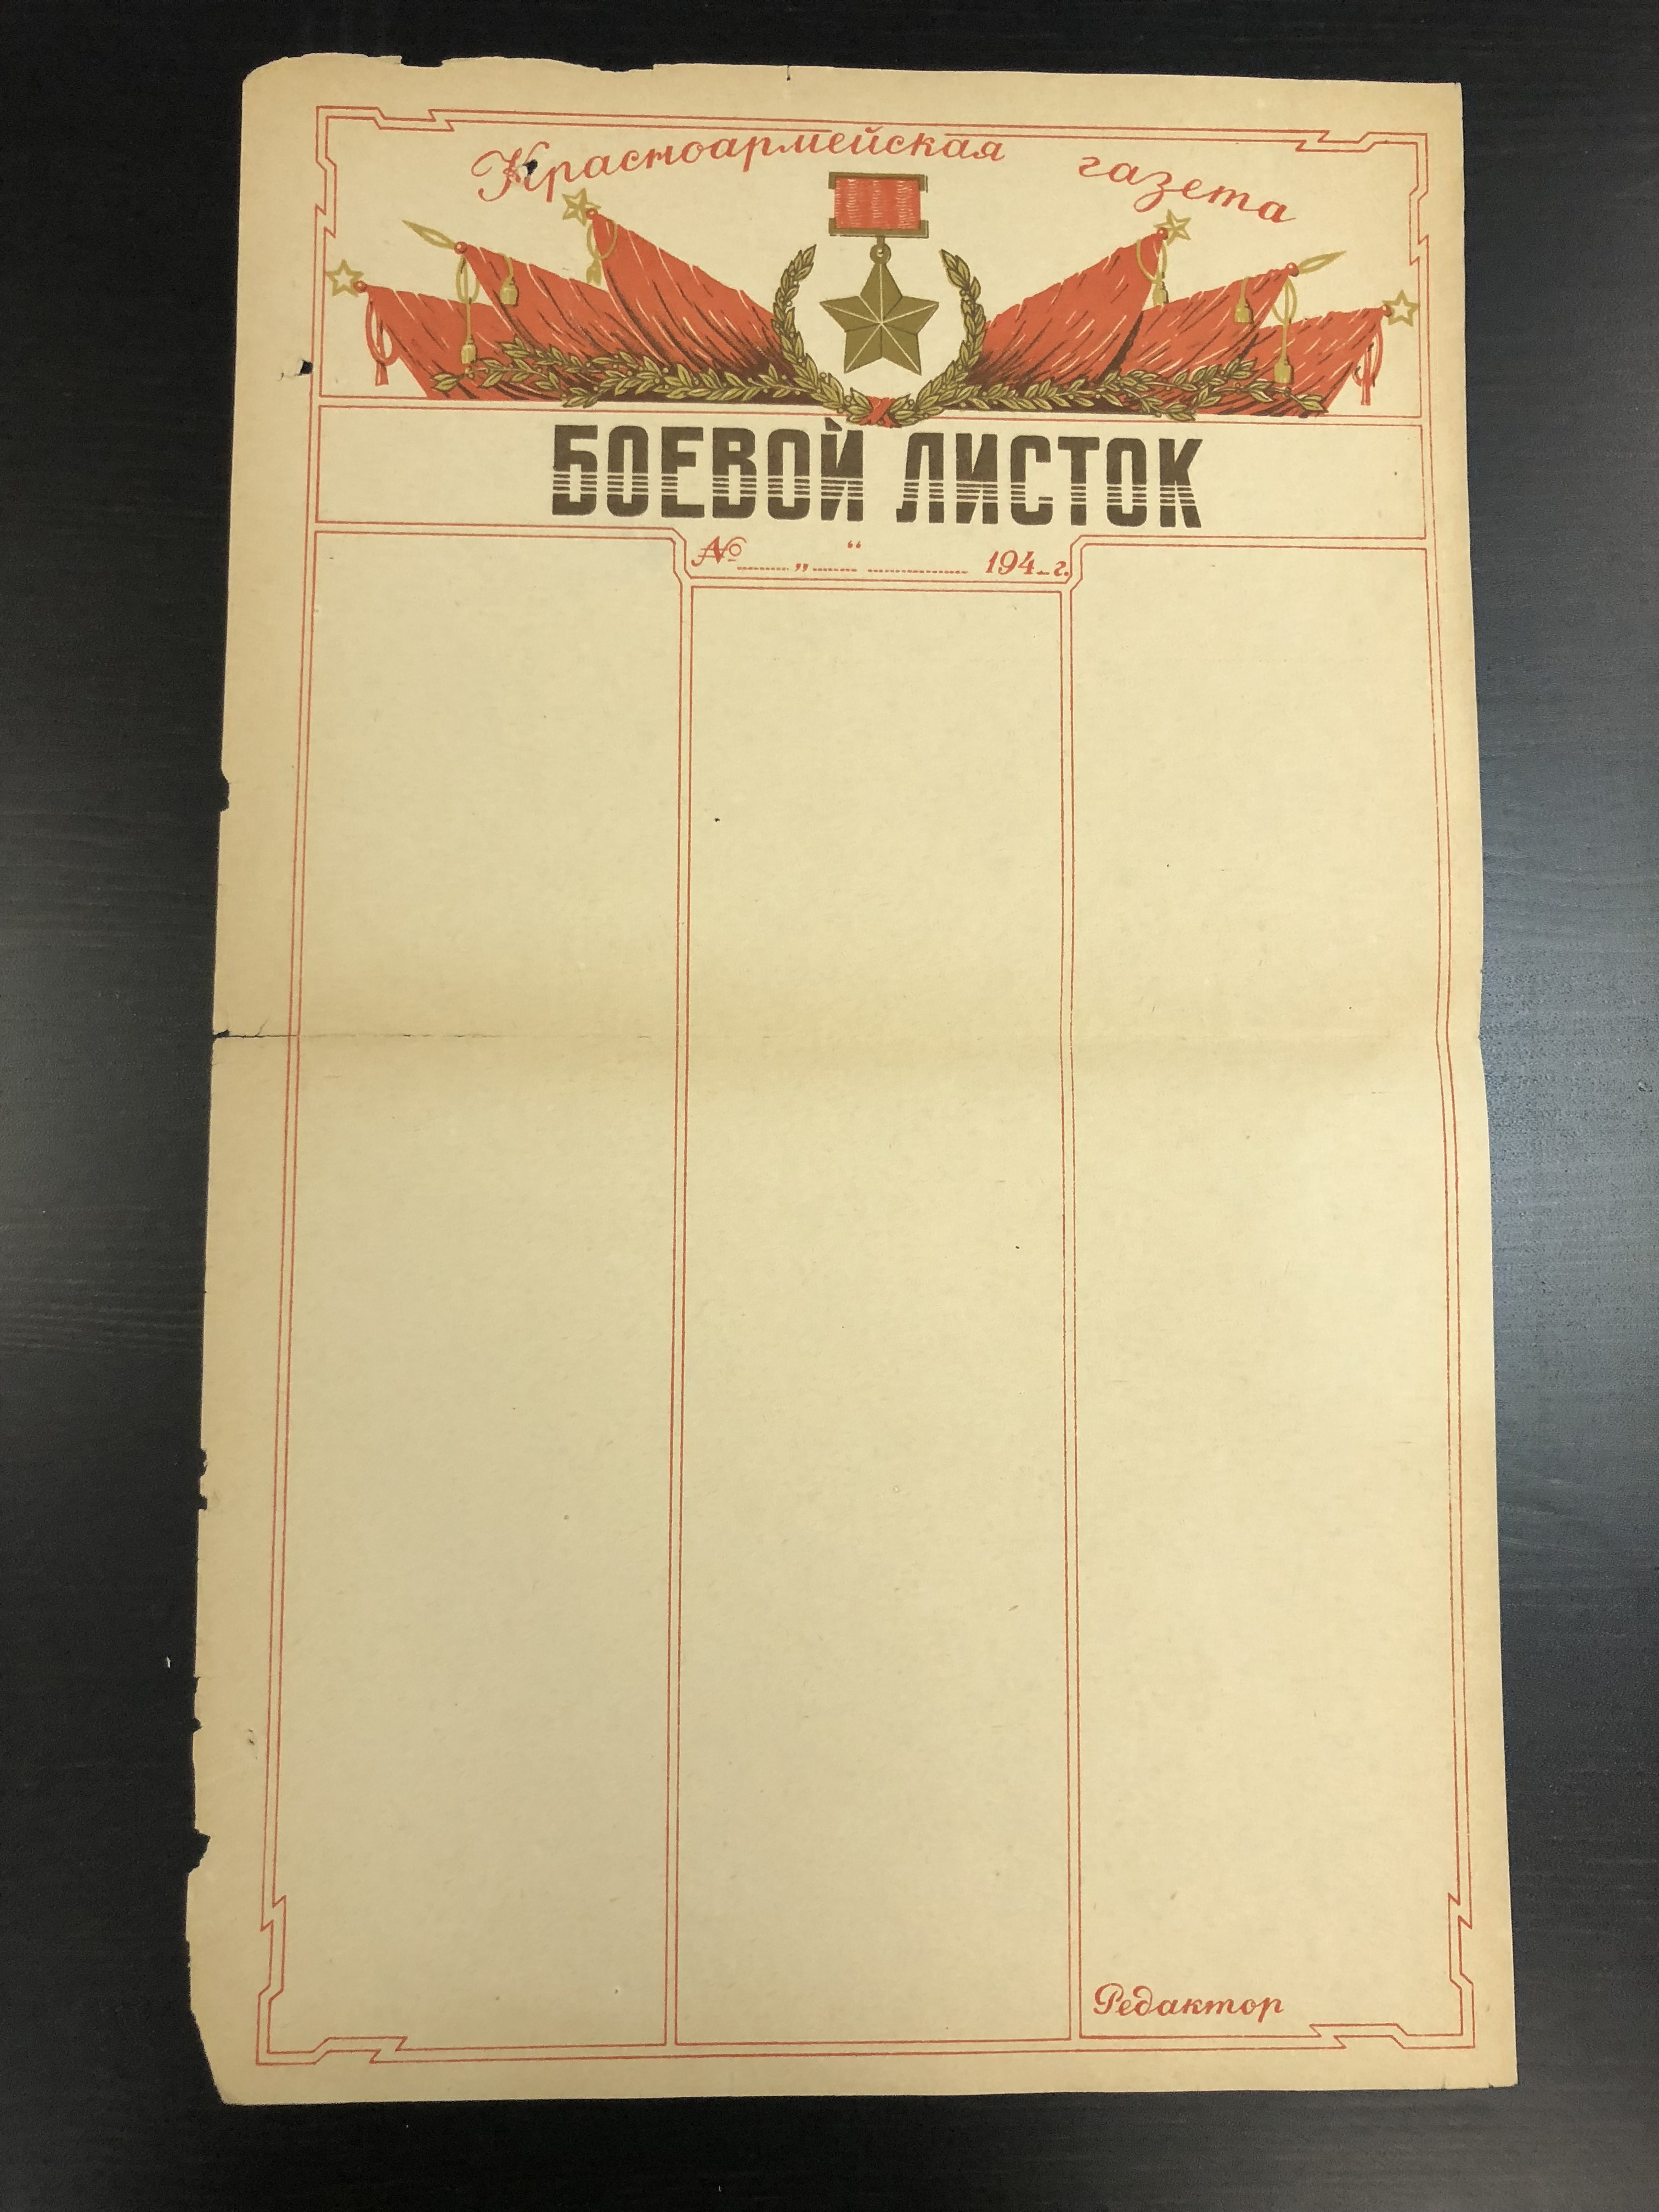 Красноармейская газета
БОЕВОЙ ЛИСТОК
№ „ “ 194 г.
Редактор